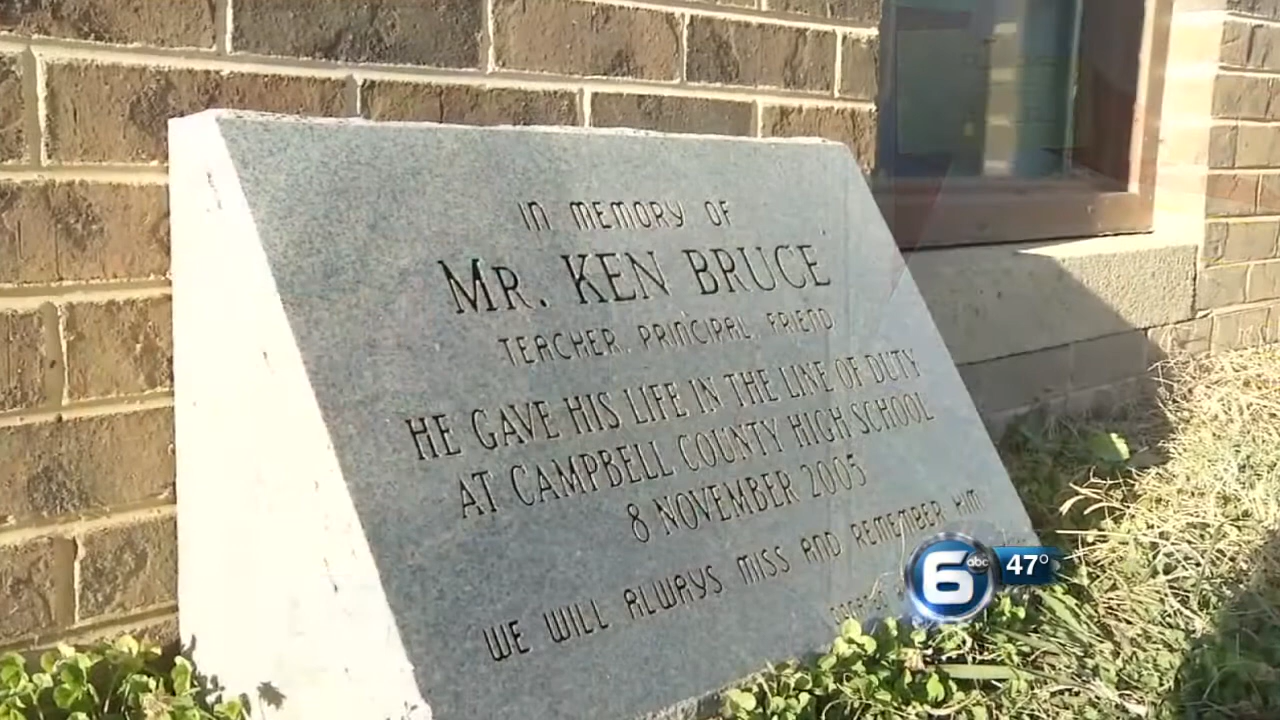 IN MEMORY OF
MR. KEN BRUCE
TEACHER, PRINCIPAL, FRIEND
HE GAVE HIS LIFE IN THE LINE OF DUTY
AT CAMPBELL COUNTY HIGH SCHOOL
8 NOVEMBER 2005
WE WILL ALWAYS MISS AND REMEMBER HIM
6 abc 47°